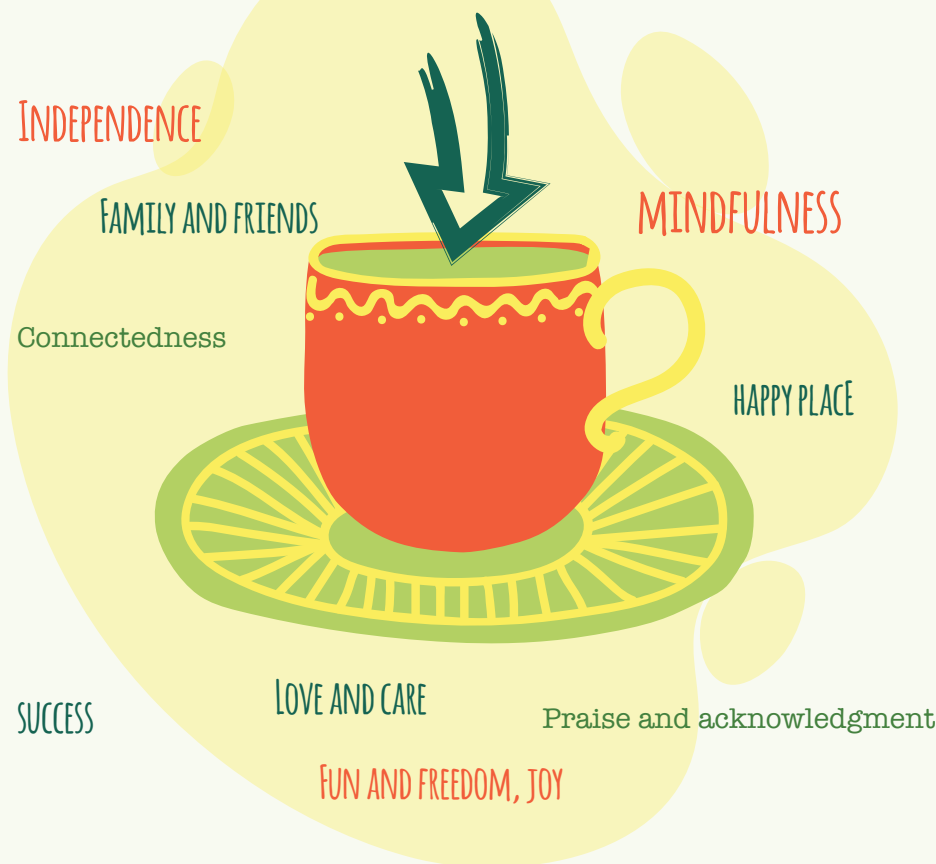 Independence
Family and friends
mindfulness
Connectedness
happy place
Love and care
success
Praise and acknowledgment
Fun and freedom, joy